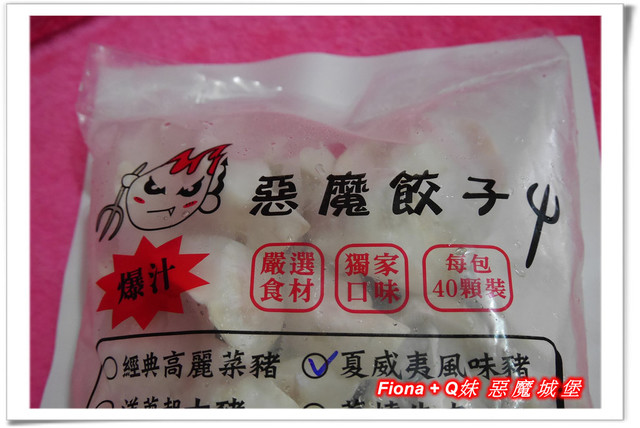 惡魔餃子
爆汁
嚴選食材
獨家口味
每包40顆裝
經典高麗菜豬
夏威夷風味豬
Fiona + Q妹 惡魔城堡